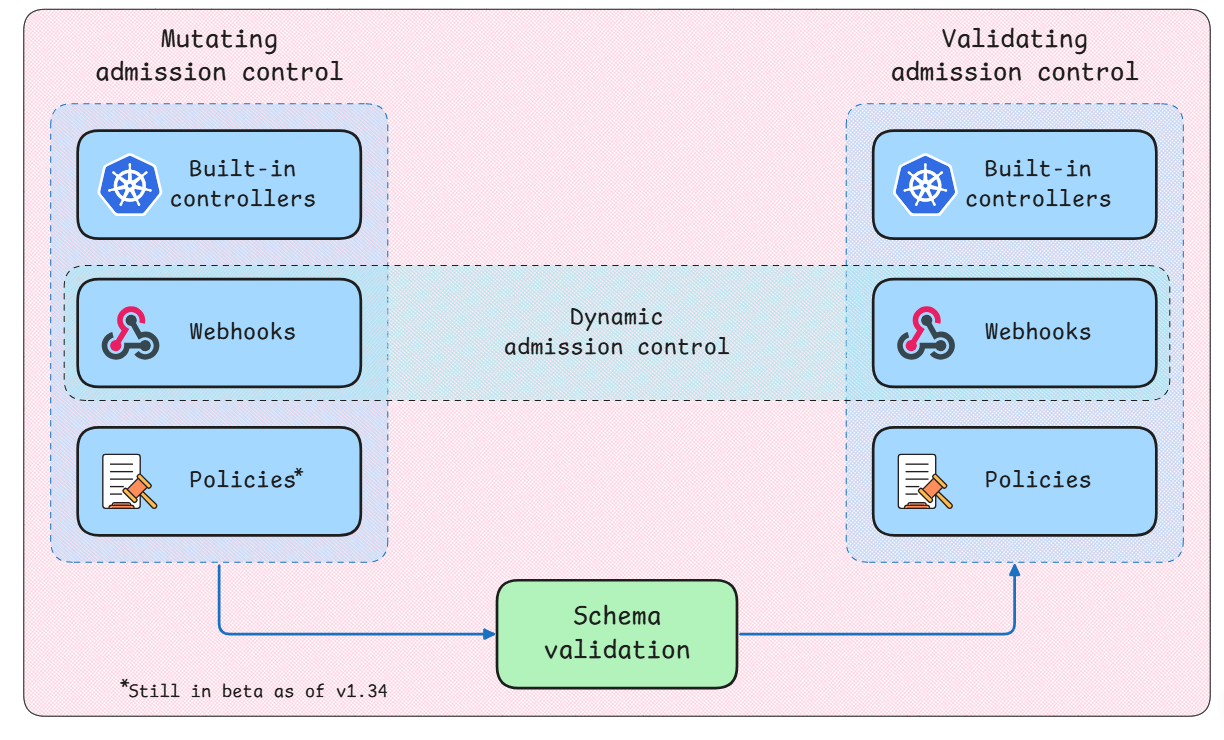 Mutating
admission control
Built-in
controllers
Webhooks
Policies*
Validating
admission control
Built-in
controllers
Webhooks
Policies
Dynamic
admission control
Schema
validation
*Still in beta as of v1.34